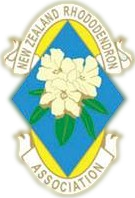 NEW ZEALAND RHODODENDRON
ASSOCIATION